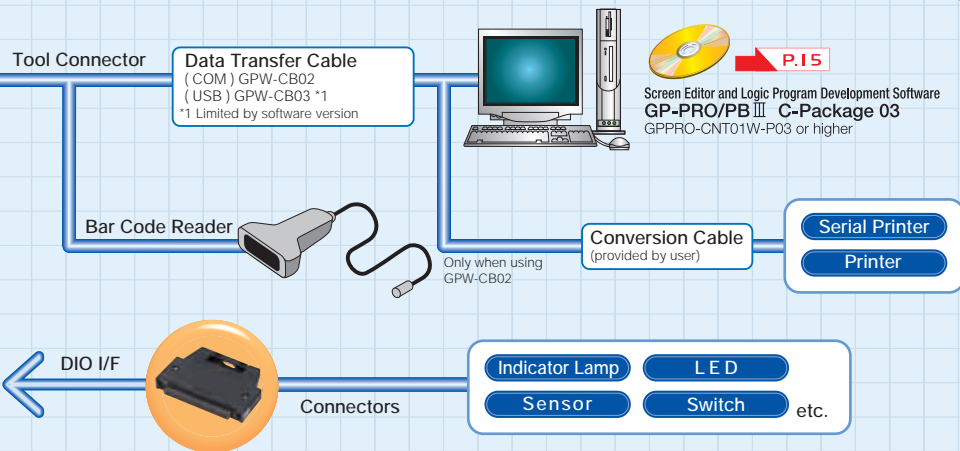 Tool Connector
Data Transfer Cable
( COM ) GPW-CB02
( USB ) GPW-CB03 *1
*1 Limited by software version
P.15
Screen Editor and Logic Program Development Software
GP-PRO/PBⅢ C-Package 03
GPPRO-CNT01W-P03 or higher
Bar Code Reader
Only when using
GPW-CB02
Conversion Cable
(provided by user)
Serial Printer
Printer
DIO I/F
Connectors
Indicator Lamp
LED
Sensor
Switch
etc.